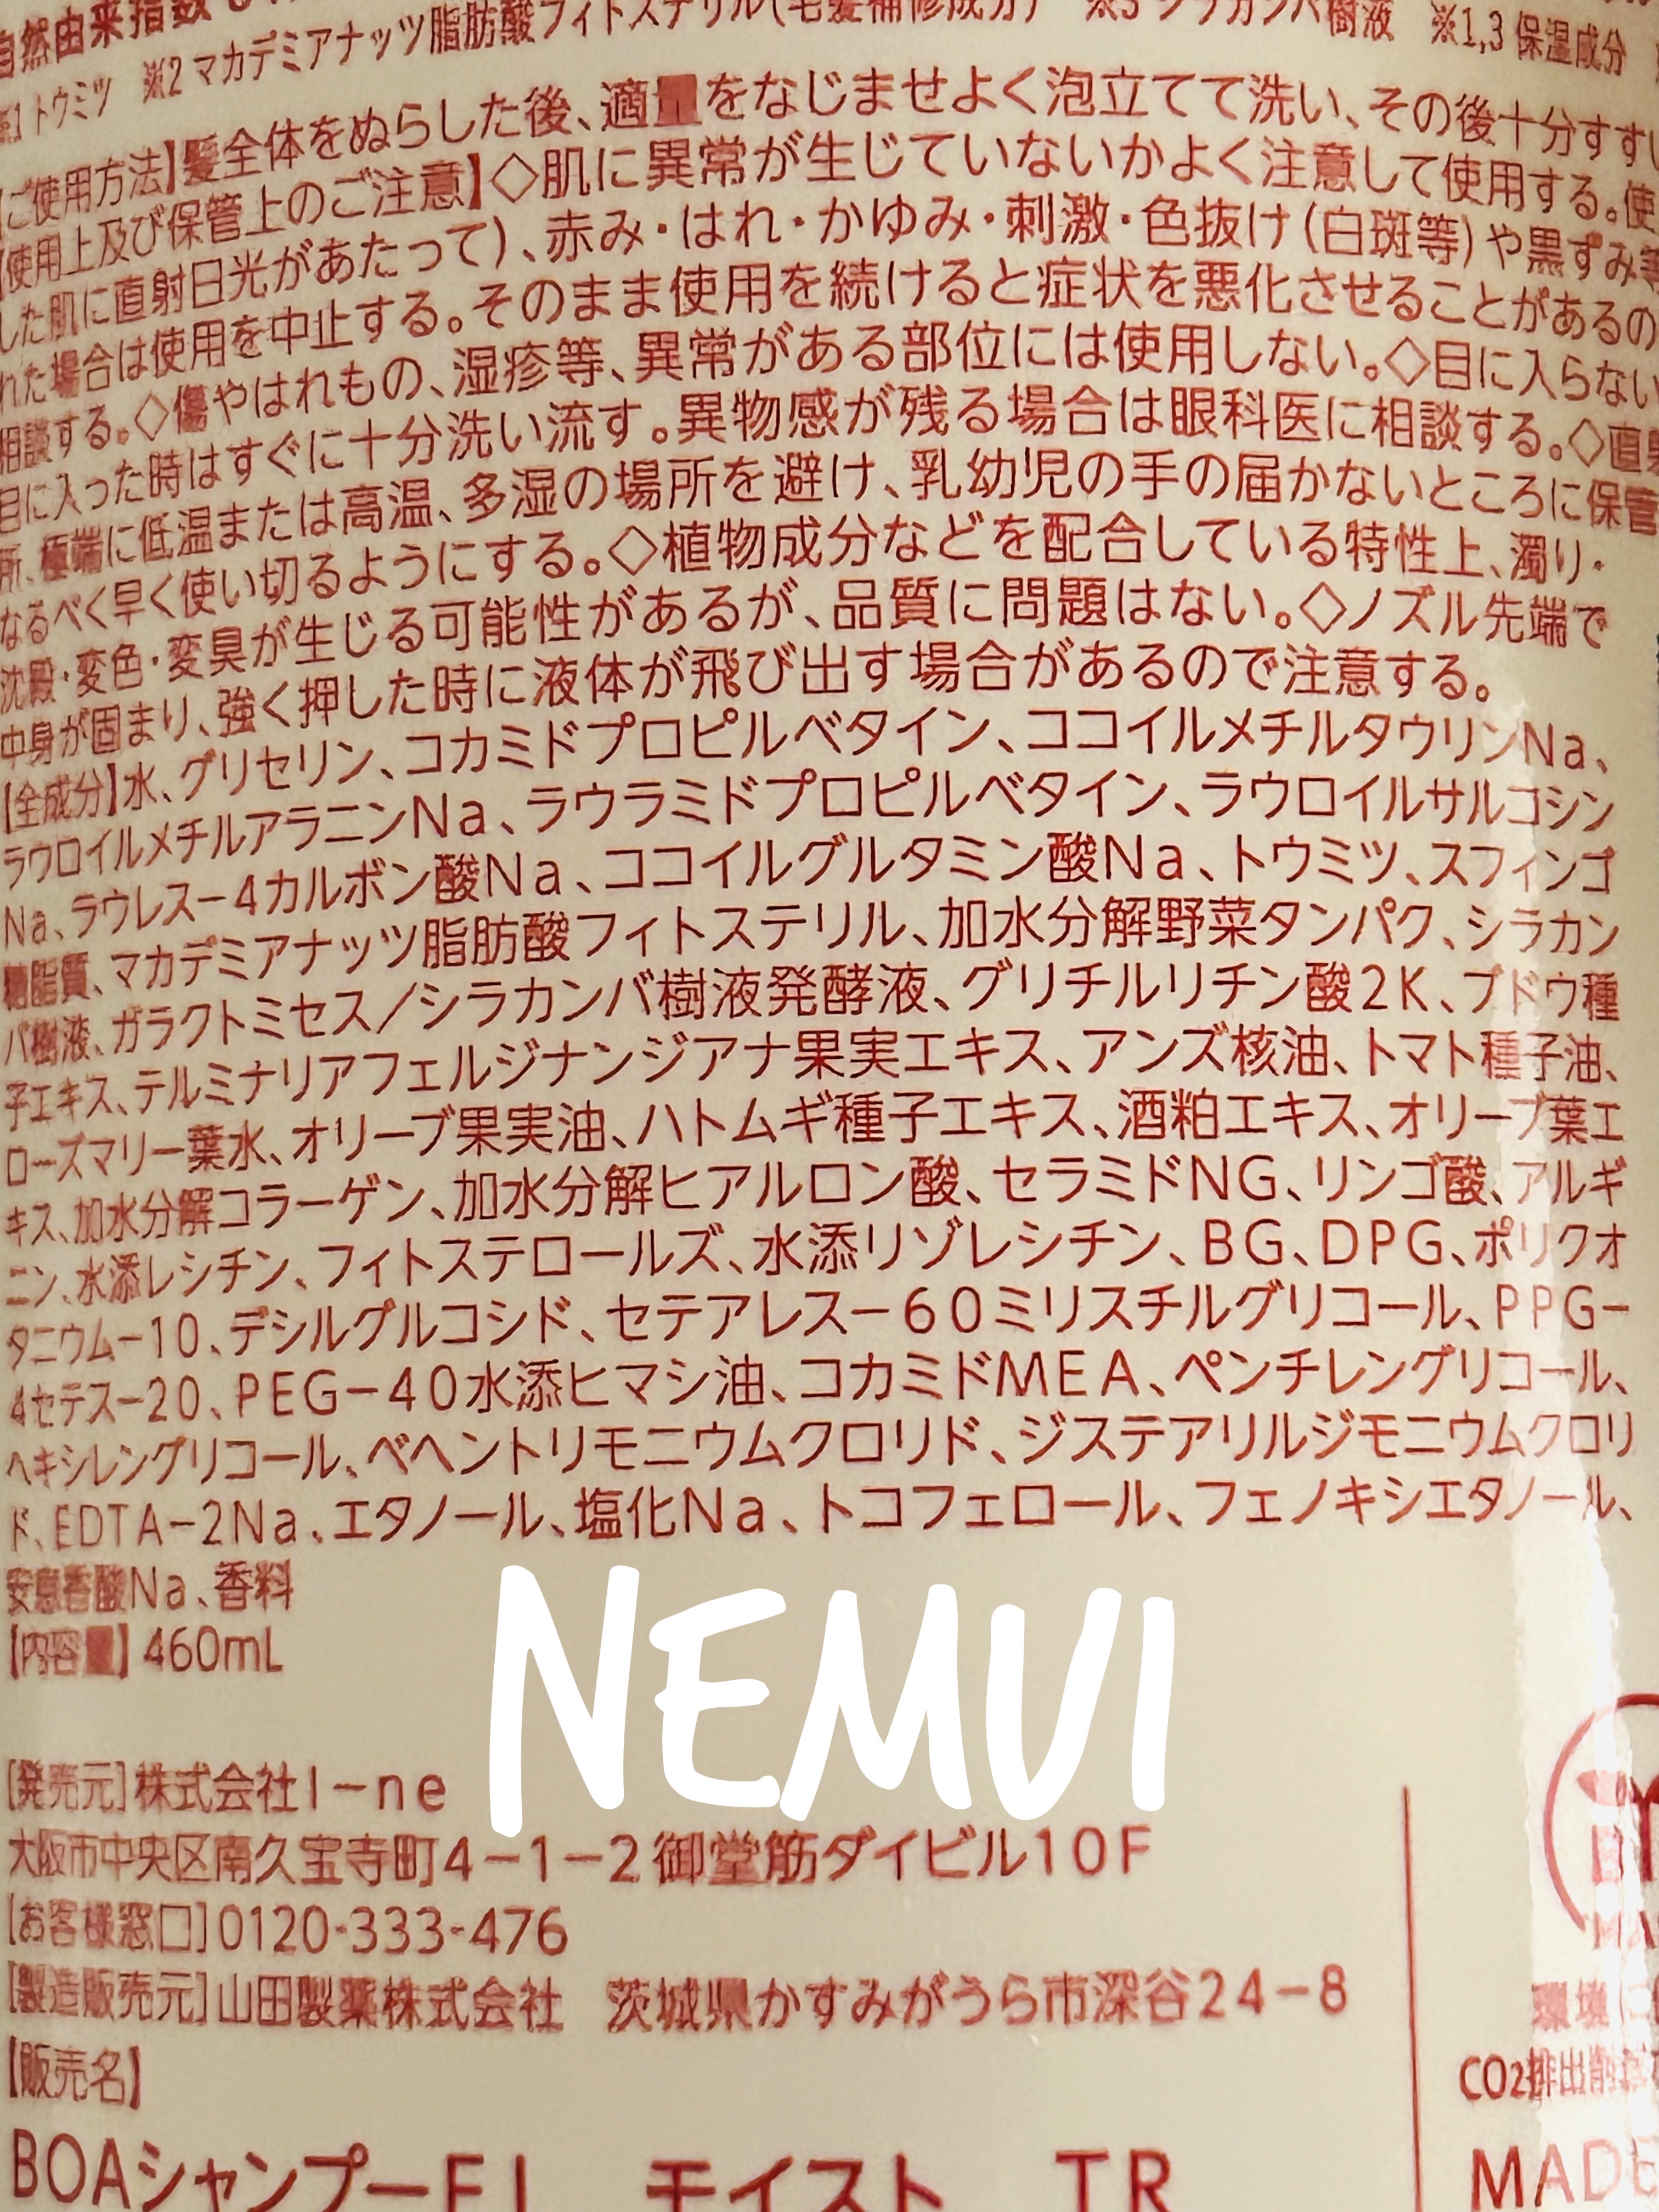 自然由来指数
※1トウミツ ※2マカデミアナッツ脂肪酸フィトステリル(毛髪補修成分) ※3シラカンバ樹液 ※1,3保湿成分
【ご使用方法】髪全体をぬらした後、適量をなじませよく泡立てて洗い、その後十分すすい
【使用上及び保管上のご注意】◇肌に異常が生じていないかよく注意して使用する。使
した肌に直射日光があたって)、赤み・はれ・かゆみ・刺激・色抜け(白斑等)や黒ずみ等
れた場合は使用を中止する。そのまま使用を続けると症状を悪化させることがあるの
相談する。◇傷やはれもの、湿疹等、異常がある部位には使用しない。◇目に入らない
目に入った時はすぐに十分洗い流す。異物感が残る場合は眼科医に相談する。◇直射
所、極端に低温または高温、多湿の場所を避け、乳幼児の手の届かないところに保管
なるべく早く使い切るようにする。◇植物成分などを配合している特性上、濁り・
沈殿・変色・変臭が生じる可能性があるが、品質に問題はない。◇ノズル先端で
中身が固まり、強く押した時に液体が飛び出す場合があるので注意する。
【全成分】水、グリセリン、コカミドプロピルベタイン、ココイルメチルタウリンNa、
ラウロイルメチルアラニンNa、ラウラミドプロピルベタイン、ラウロイルサルコシン
Na、ラウレス－4カルボン酸Na、ココイルグルタミン酸Na、トウミツ、スフィンゴ
糖脂質、マカデミアナッツ脂肪酸フィトステリル、加水分解野菜タンパク、シラカン
バ樹液、ガラクトミセス／シラカンバ樹液発酵液、グリチルリチン酸2K、ブドウ種
子エキス、テルミナリアフェルジナンジアナ果実エキス、アンズ核油、トマト種子油、
ローズマリー葉水、オリーブ果実油、ハトムギ種子エキス、酒粕エキス、オリーブ葉エ
キス、加水分解コラーゲン、加水分解ヒアルロン酸、セラミドNG、リンゴ酸、アルギ
ニン、水添レシチン、フィトステロールズ、水添リゾレシチン、BG、DPG、ポリクオ
タニウム－10、デシルグルコシド、セテアレス－60ミリスチルグリコール、PPG－
4セテス－20、PEG－40水添ヒマシ油、コカミドMEA、ペンチレングリコール、
ヘキシレングリコール、ベヘントリモニウムクロリド、ジステアリルジモニウムクロリ
ド、EDTA－2Na、エタノール、塩化Na、トコフェロール、フェノキシエタノール、
安息香酸Na、香料
【内容量】460mL
NEMUI
[発売元]株式会社I－ne
大阪市中央区南久宝寺町4－1－2御堂筋ダイビル10F
[お客様窓口]0120-333-476
[製造販売元]山田製薬株式会社 茨城県かすみがうら市深谷24－8
【販売名】
BOAシャンプーFI モイスト TR
環境に
CO2排出削減
MADE